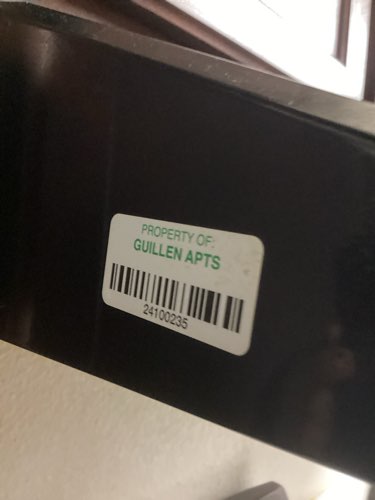 PROPERTY OF:
GUILLEN APTS
24100235